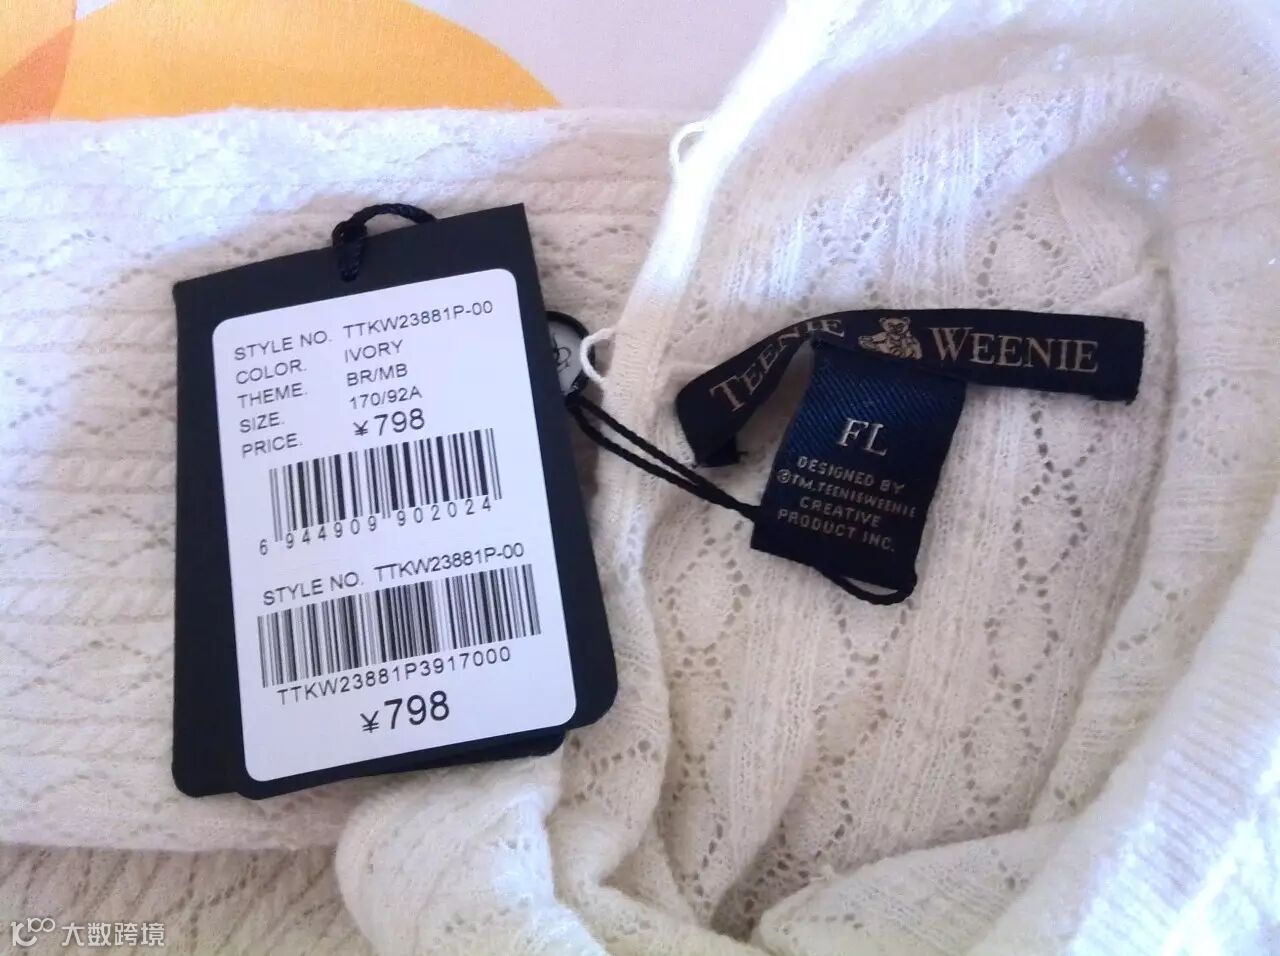 STYLE NO. TTKW23881P-00
COLOR. IVORY
THEME. BR/MB
SIZE. 170/92A
PRICE. ¥798
6 944909 902024
STYLE NO. TTKW23881P-00
TTKW23881P3917000
¥798
TEENIE WEENIE
FL
DESIGNED BY
©TM.TEENIEWEENIE
CREATIVE
PRODUCT INC.
大数跨境